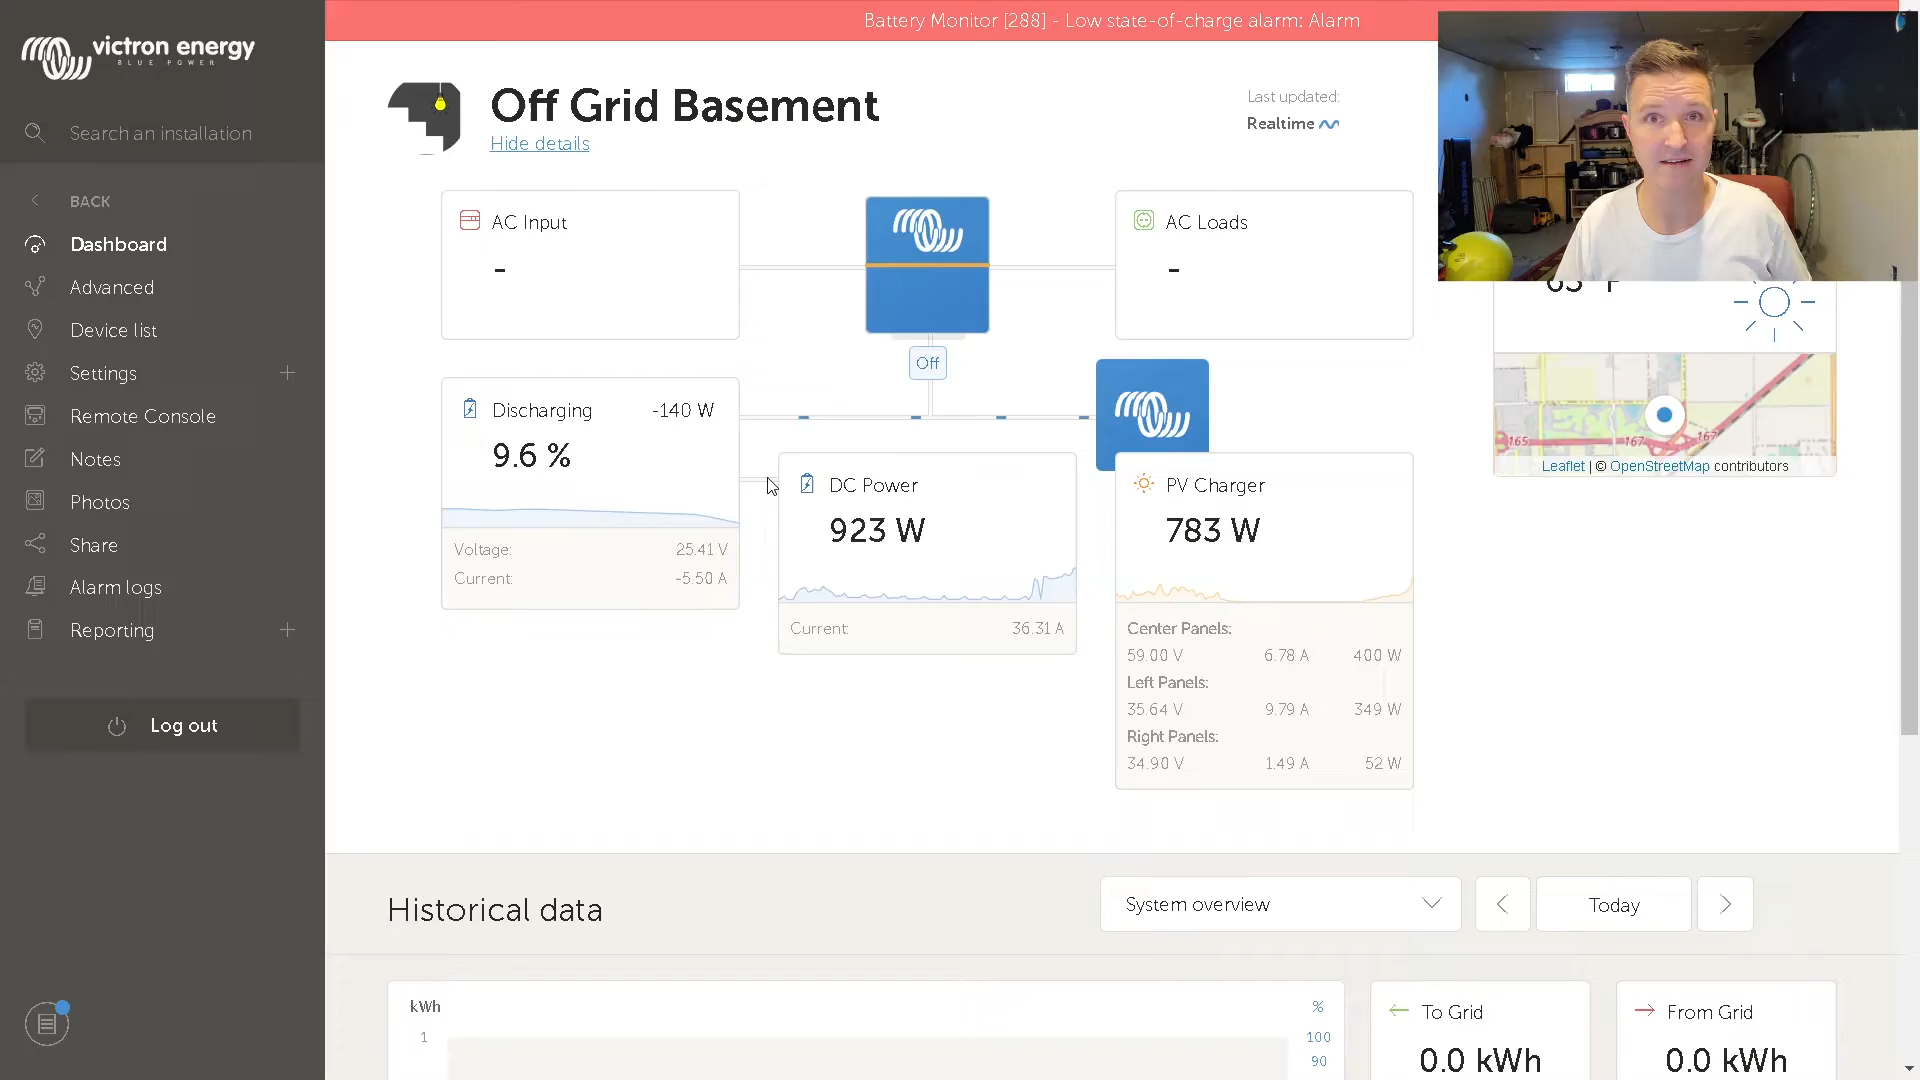 victron energy
BLUE POWER
Search an installation
BACK
Dashboard
Advanced
Device list
Settings
Remote Console
Notes
Photos
Share
Alarm logs
Reporting
Log out
Battery Monitor [288] - Low state-of-charge alarm: Alarm
Off Grid Basement
Hide details
Last updated:
Realtime
AC Input
-
AC Loads
-
Off
Discharging -140 W
9.6 %
Voltage: 25.41 V
Current: -5.50 A
DC Power
923 W
Current: 36.31 A
PV Charger
783 W
Center Panels:
59.00 V 6.78 A 400 W
Left Panels:
35.64 V 9.79 A 349 W
Right Panels:
34.90 V 1.49 A 52 W
165
167
167
Leaflet | © OpenStreetMap contributors
Historical data
System overview
Today
kWh
1
%
100
90
To Grid
0.0 kWh
From Grid
0.0 kWh